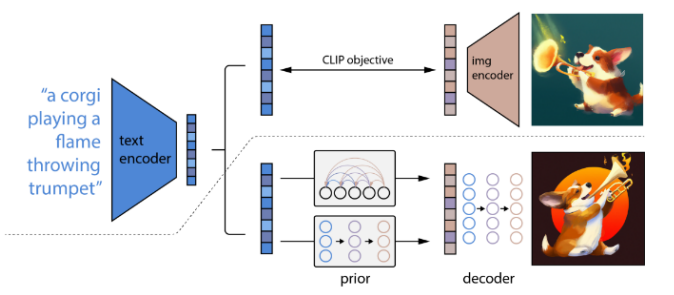 "a corgi
playing a
flame
throwing
trumpet"
text
encoder
CLIP objective
img
encoder
prior
decoder